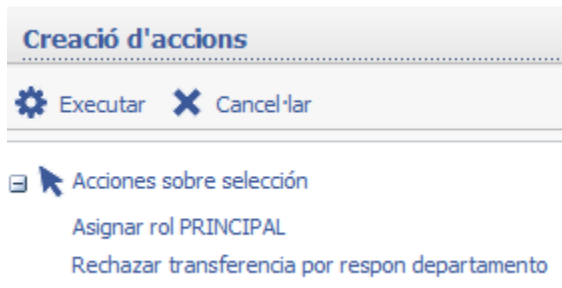 Creació d'accions
Executar Cancel·lar
Acciones sobre selección
Asignar rol PRINCIPAL
Rechazar transferencia por respon departamento